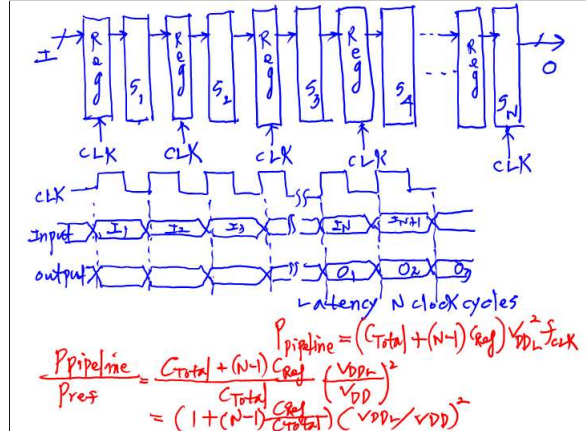 I Reg S1 Reg S2 Reg S3 Reg S4 Reg SN O
CLK CLK CLK CLK CLK
CLK
Input I1 I2 I3 IN IN+1
output O1 O2 O3
Latency N clock cycles
Ppipeline = (CTotal + (N-1) CReg) VDDL² fCLK
Ppipeline/Pref = (CTotal + (N-1) CReg)/CTotal (VDDL/VDD)²
= (1 + (N-1) CReg/CTotal) (VDDL/VDD)²